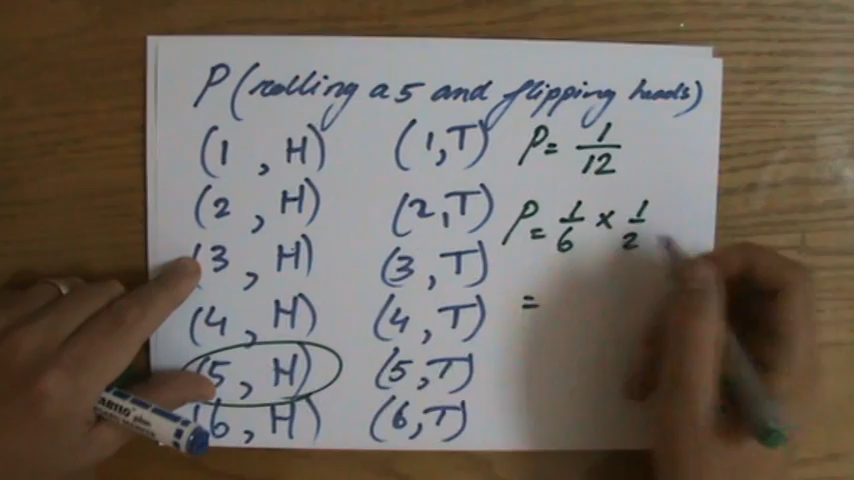 P(rolling a 5 and flipping heads)
(1, H) (1,T) P= 1/12
(2, H) (2,T) P= 1/6 x 1/2
(3, H) (3,T)
(4, H) (4,T) =
(5, H) (5,T)
(6, H) (6,T)